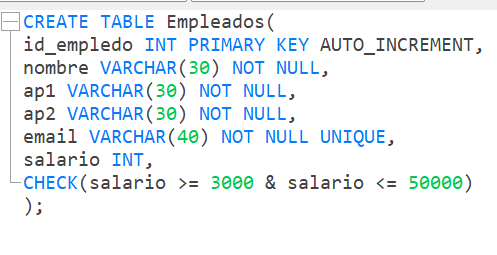 CREATE TABLE Empleados(
id_empledo INT PRIMARY KEY AUTO_INCREMENT,
nombre VARCHAR(30) NOT NULL,
ap1 VARCHAR(30) NOT NULL,
ap2 VARCHAR(30) NOT NULL,
email VARCHAR(40) NOT NULL UNIQUE,
salario INT,
CHECK(salario >= 3000 & salario <= 50000)
);